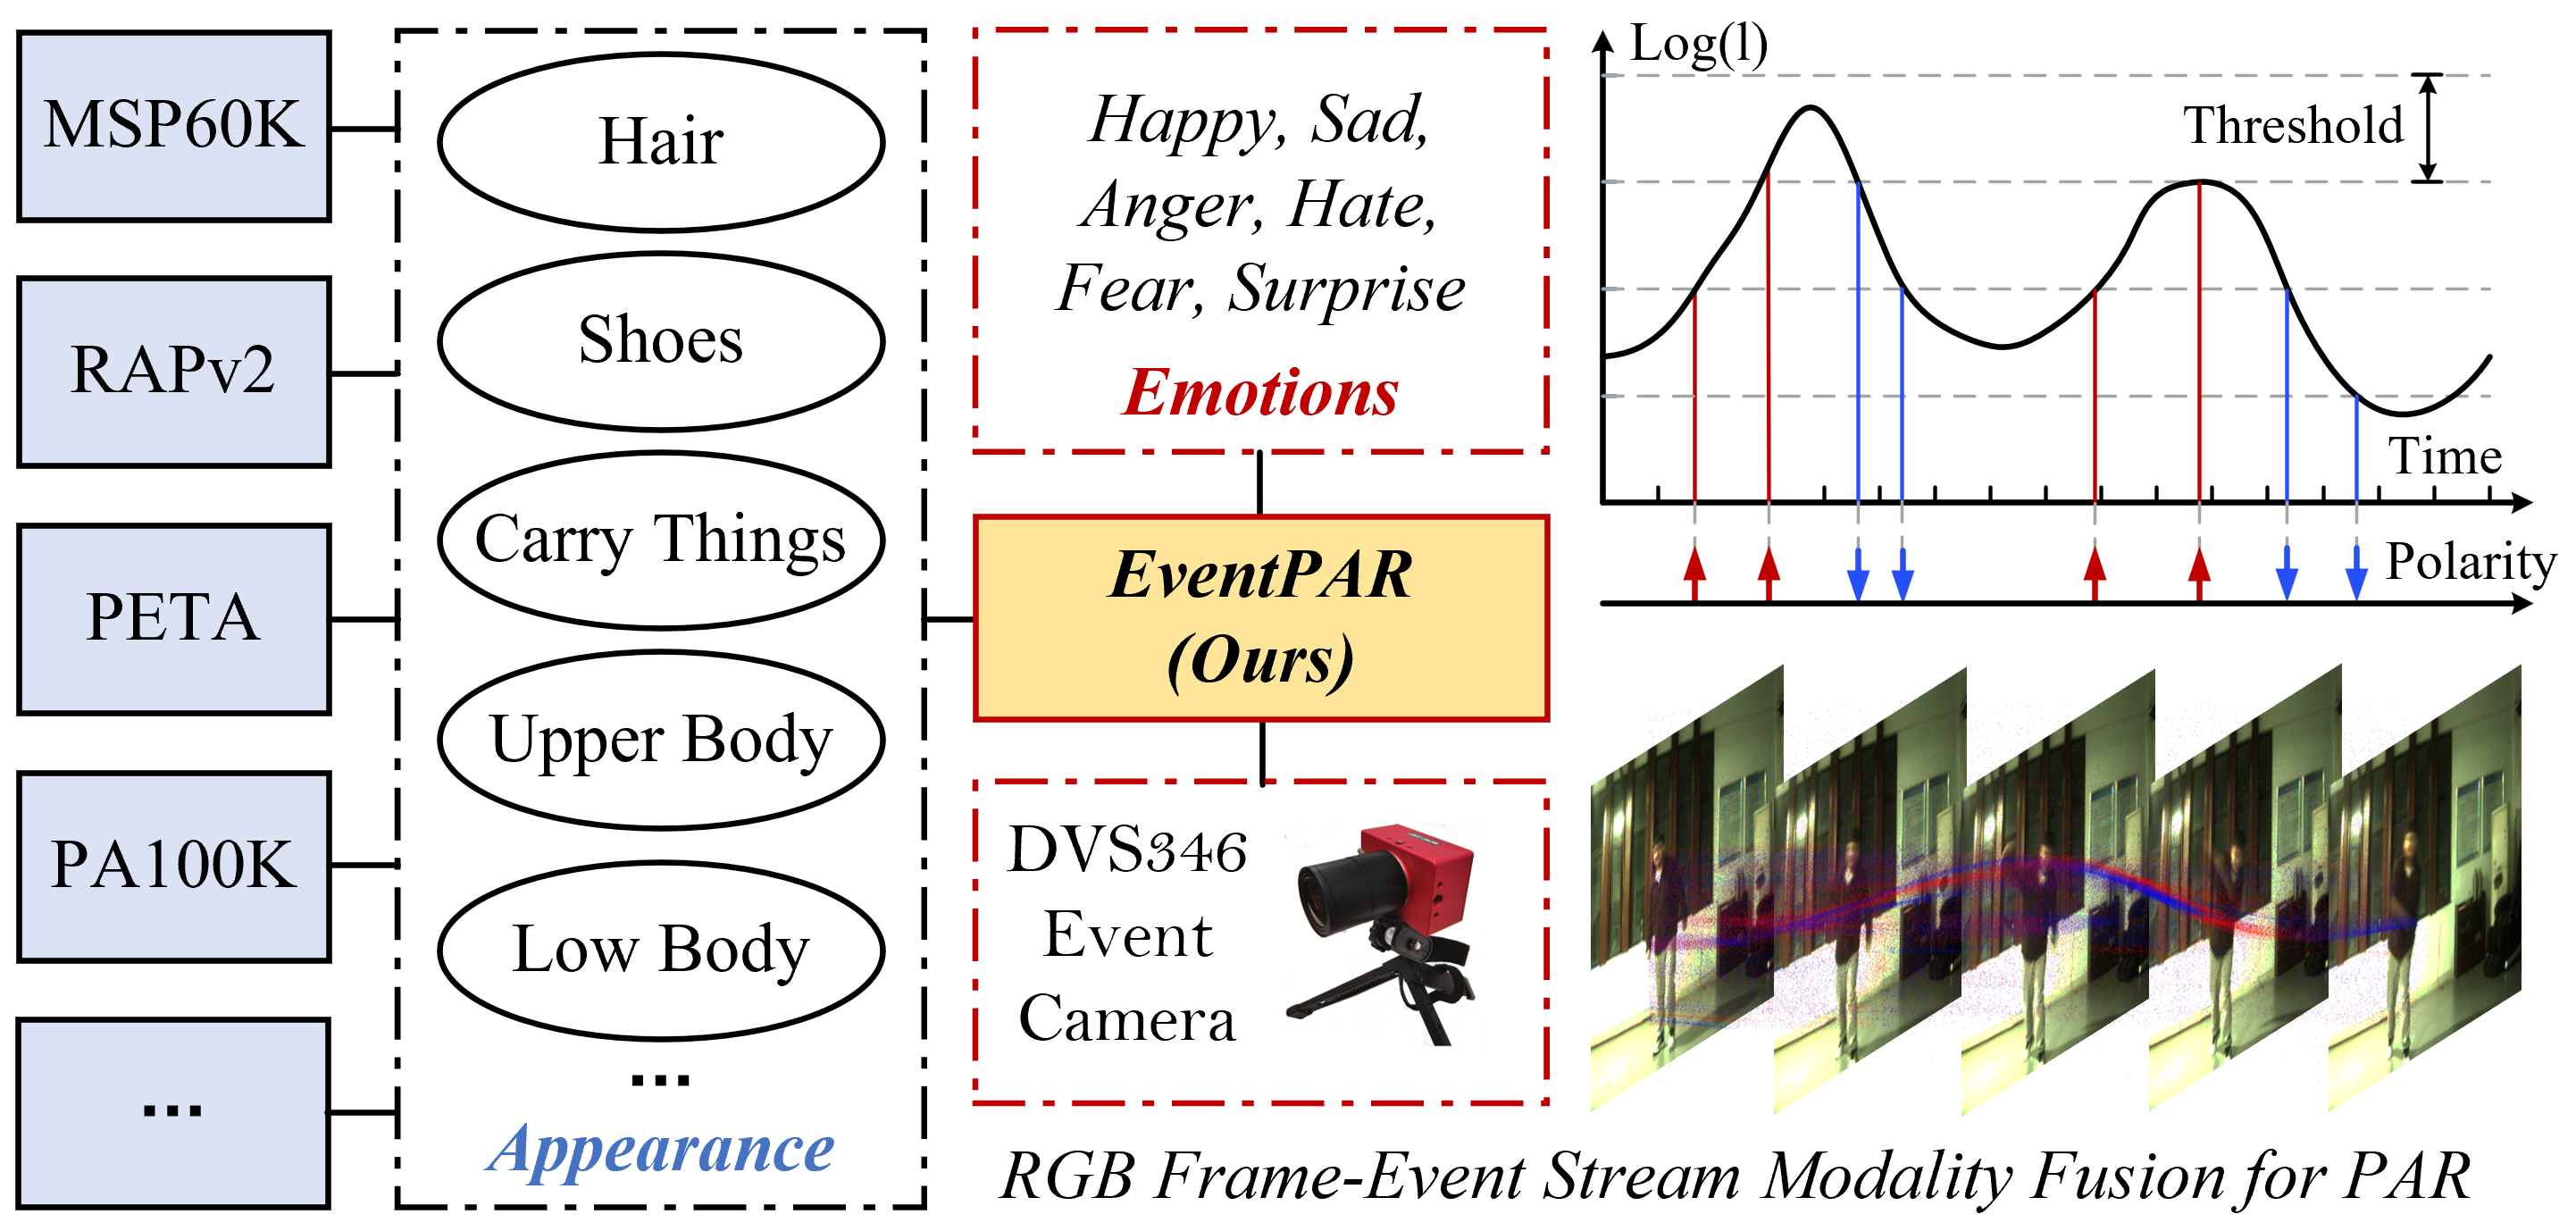 MSP60K
RAPv2
PETA
PA100K
...
Hair
Shoes
Carry Things
Upper Body
Low Body
...
Appearance
Happy, Sad,
Anger, Hate,
Fear, Surprise
Emotions
EventPAR
(Ours)
DVS346
Event
Camera
Log(l)
Threshold
Time
Polarity
RGB Frame-Event Stream Modality Fusion for PAR